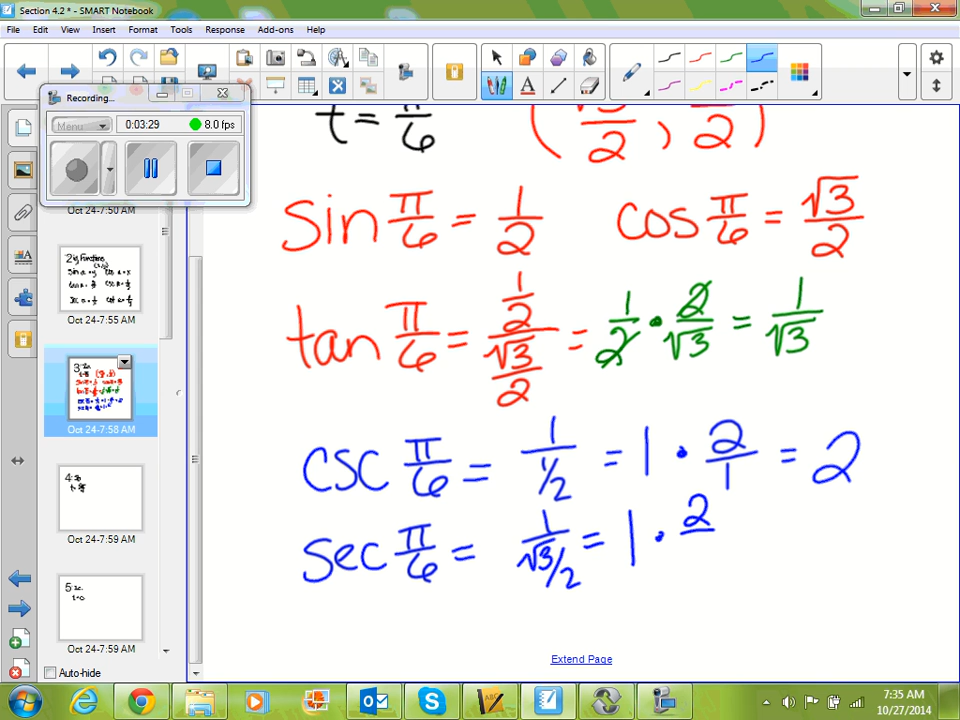 Section 4.2 * - SMART Notebook
File Edit View Insert Format Tools Response Add-ons Help
Recording...
Menu 0:03:29 8.0 fps
Oct 24-7:50 AM
Oct 24-7:55 AM
Oct 24-7:58 AM
Oct 24-7:59 AM
Oct 24-7:59 AM
Auto-hide
t = π/6 (√3/2, 1/2)
sin π/6 = 1/2 cos π/6 = √3/2
tan π/6 = (1/2)/(√3/2) = 1/2 · 2/√3 = 1/√3
csc π/6 = 1/(1/2) = 1 · 2/1 = 2
sec π/6 = 1/(√3/2) = 1 · 2/
Extend Page
7:35 AM
10/27/2014